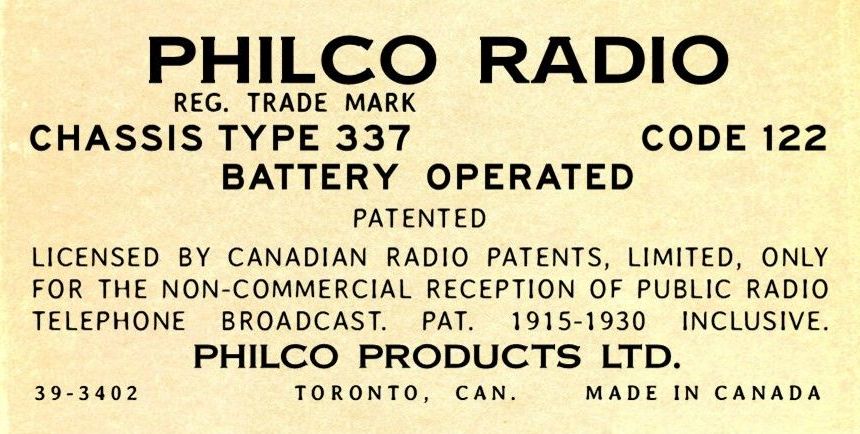 PHILCO RADIO
REG. TRADE MARK
CHASSIS TYPE 337 CODE 122
BATTERY OPERATED
PATENTED
LICENSED BY CANADIAN RADIO PATENTS, LIMITED, ONLY
FOR THE NON-COMMERCIAL RECEPTION OF PUBLIC RADIO
TELEPHONE BROADCAST. PAT. 1915-1930 INCLUSIVE.
PHILCO PRODUCTS LTD.
39-3402 TORONTO, CAN. MADE IN CANADA